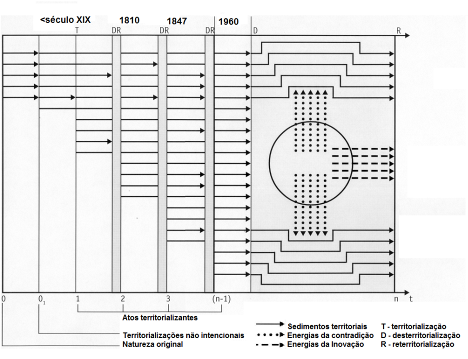 <século XIX 1810 1847 1960
T DR DR DR D R
0 0₁ 1 2 3 (n-1) n t
Atos territorializantes
Territorializações não intencionais
Natureza original
Sedimentos territoriais T - territorialização
Energias da contradição D - desterritorialização
Energias da Inovação R - reterritorialização